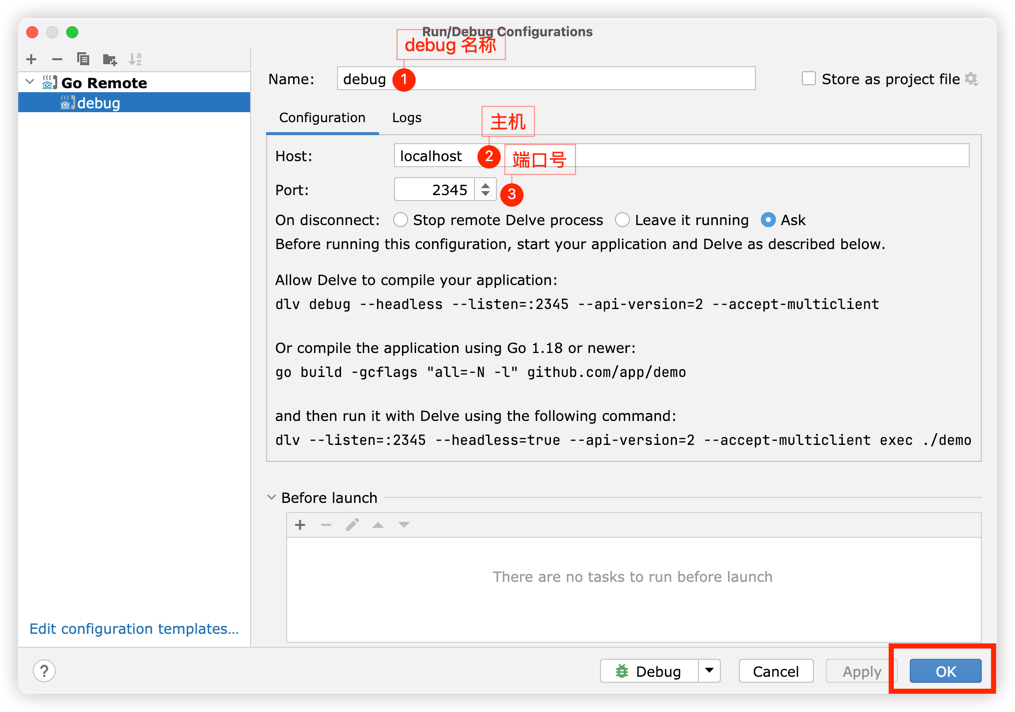 Run/Debug Configurations
debug 名称
Go Remote
debug
Name:
debug
1
Store as project file
Configuration
Logs
主机
Host:
localhost
2
端口号
Port:
2345
3
On disconnect:
Stop remote Delve process
Leave it running
Ask
Before running this configuration, start your application and Delve as described below.
Allow Delve to compile your application:
dlv debug --headless --listen=:2345 --api-version=2 --accept-multiclient
Or compile the application using Go 1.18 or newer:
go build -gcflags "all=-N -l" github.com/app/demo
and then run it with Delve using the following command:
dlv --listen=:2345 --headless=true --api-version=2 --accept-multiclient exec ./demo
Before launch
There are no tasks to run before launch
Edit configuration templates...
?
Debug
Cancel
Apply
OK